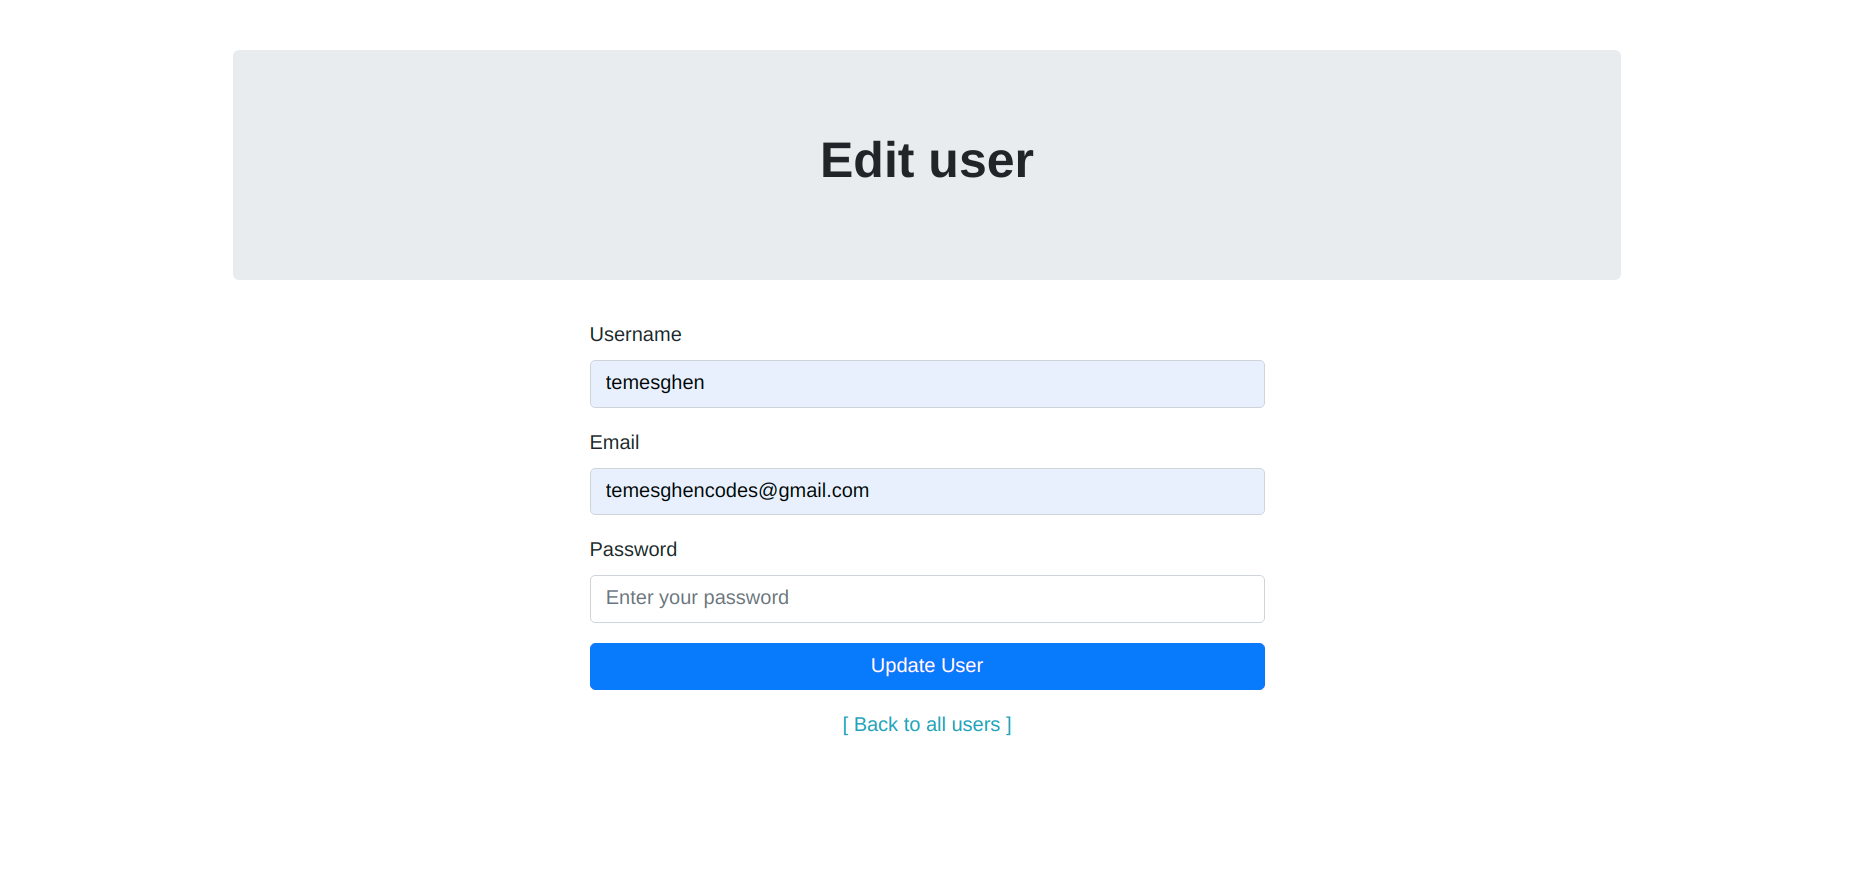 Edit user
Username
temesghen
Email
temesghencodes@gmail.com
Password
Enter your password
Update User
[ Back to all users ]